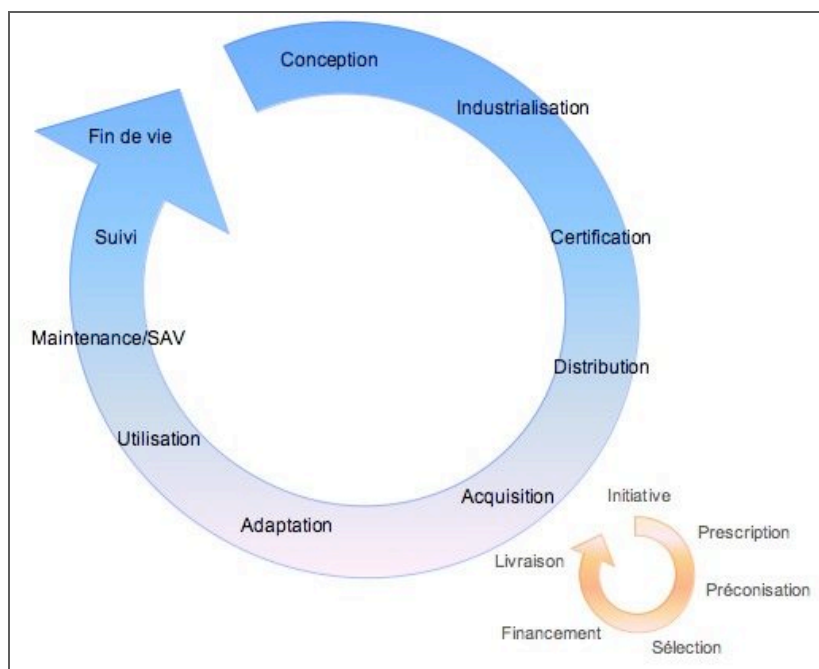 Conception
Industrialisation
Certification
Distribution
Acquisition
Adaptation
Utilisation
Maintenance/SAV
Suivi
Fin de vie
Initiative
Prescription
Préconisation
Sélection
Financement
Livraison